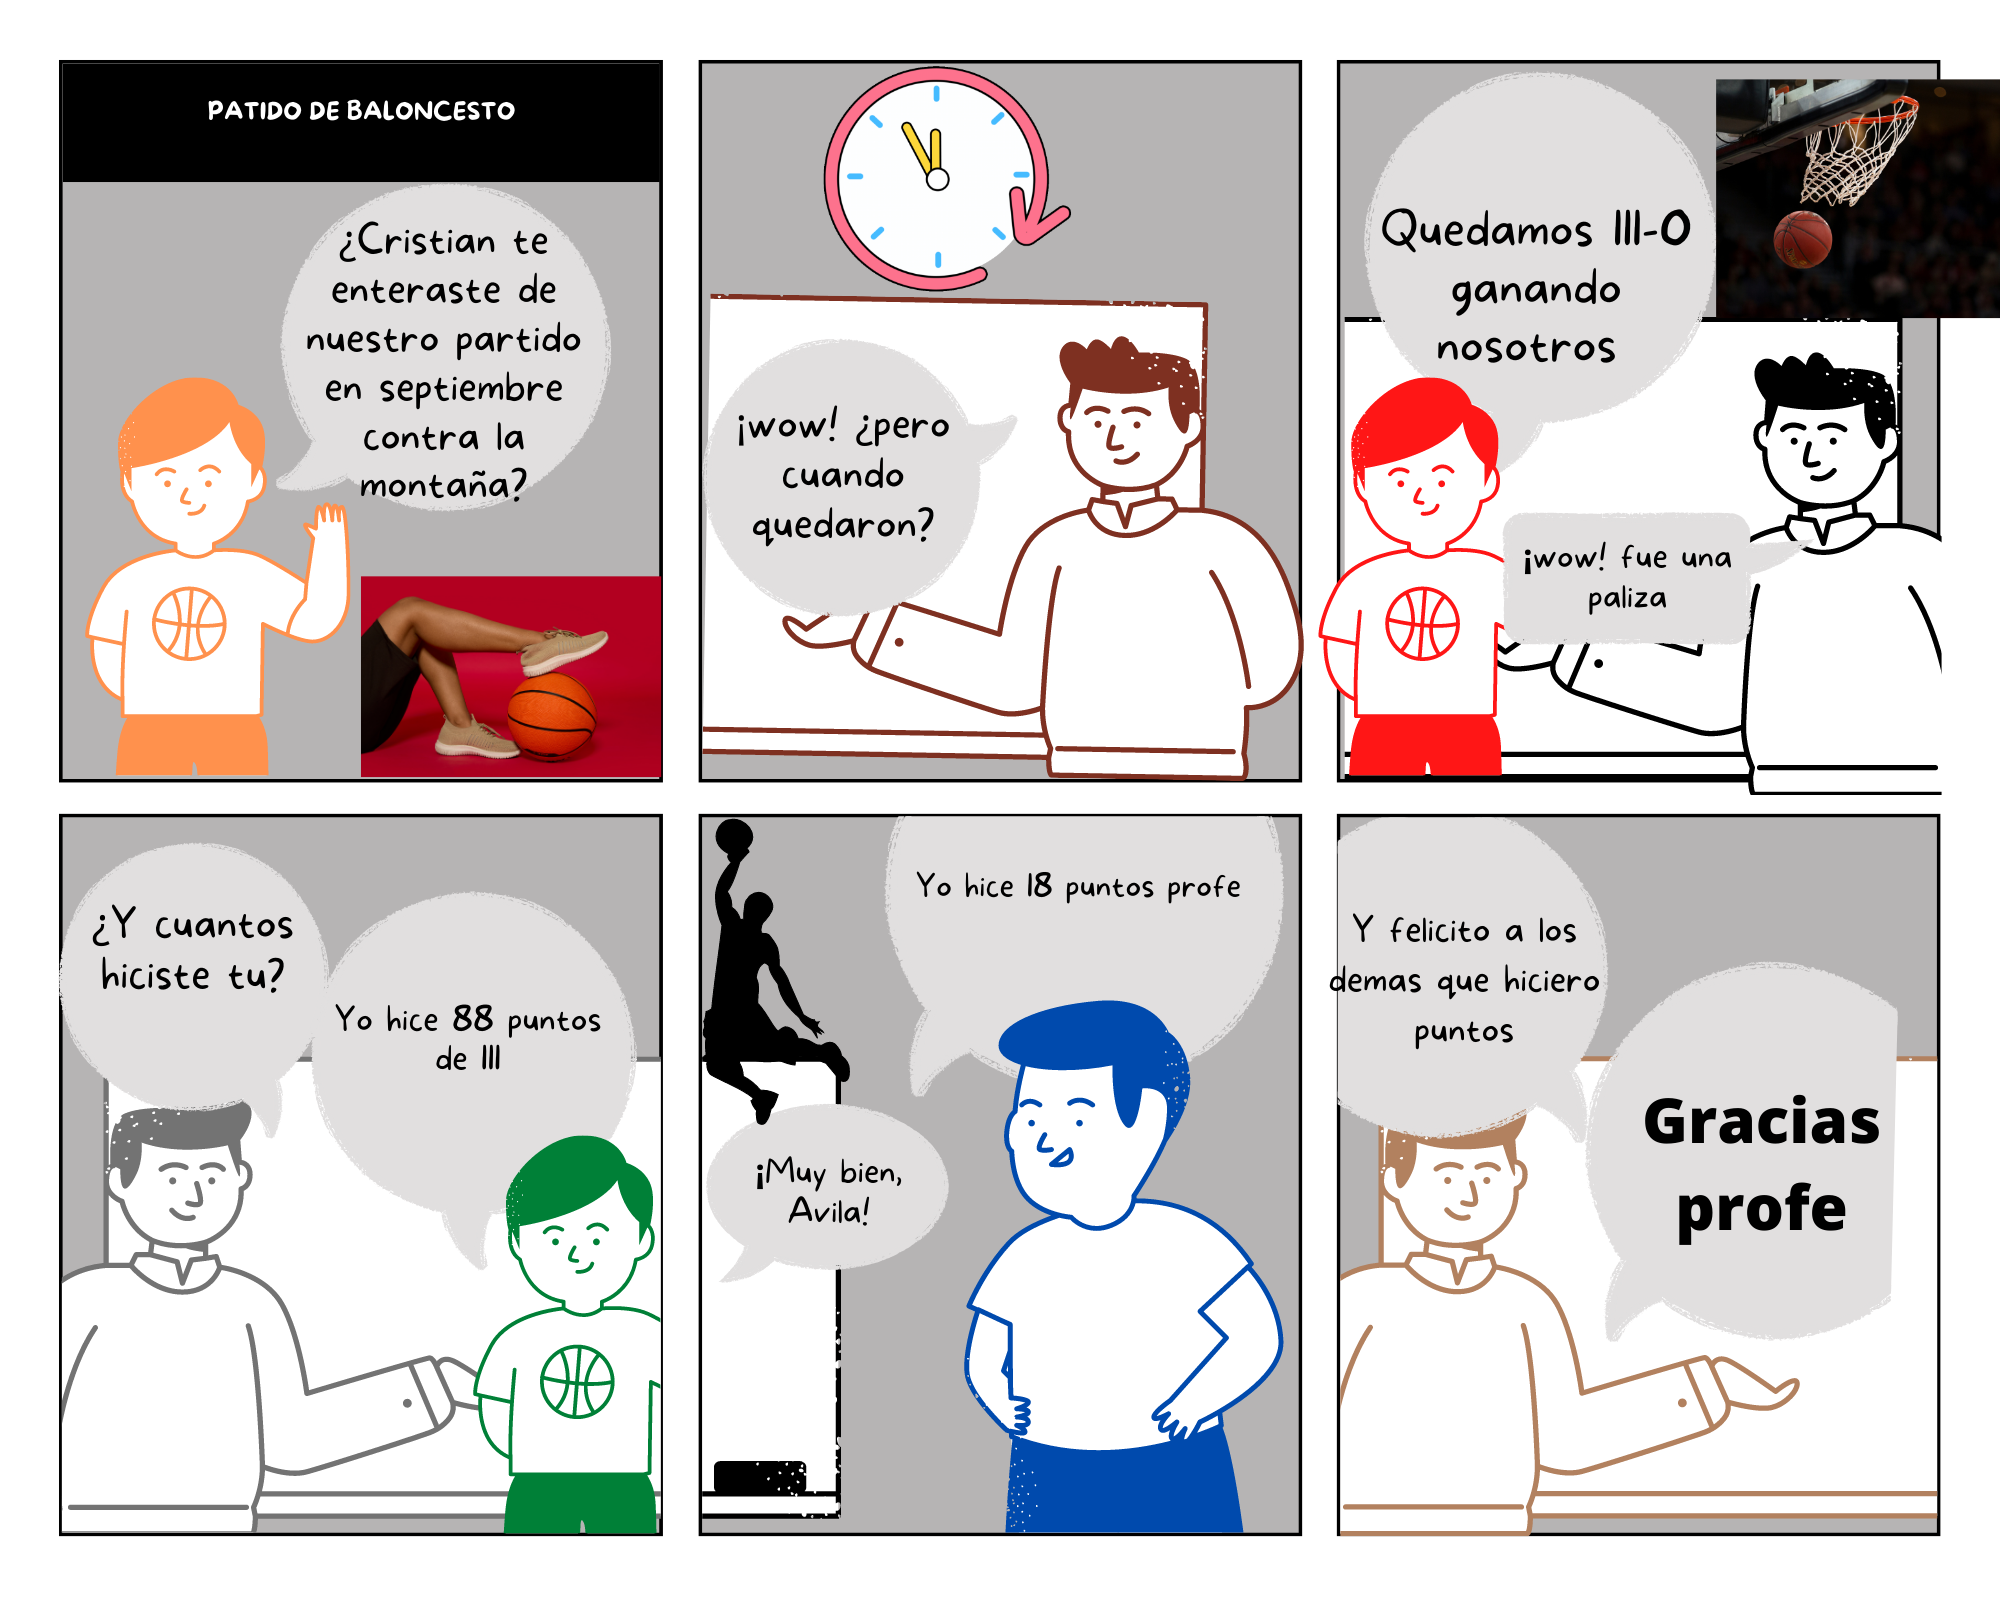 PATIDO DE BALONCESTO
¿Cristian te
enteraste de
nuestro partido
en septiembre
contra la
montaña?
¡wow! ¿pero
cuando
quedaron?
Quedamos 111-0
ganando
nosotros
¡wow! fue una
paliza
¿Y cuantos
hiciste tu?
Yo hice 88 puntos
de 111
Yo hice 18 puntos profe
¡Muy bien,
Avila!
Y felicito a los
demas que hiciero
puntos
Gracias
profe